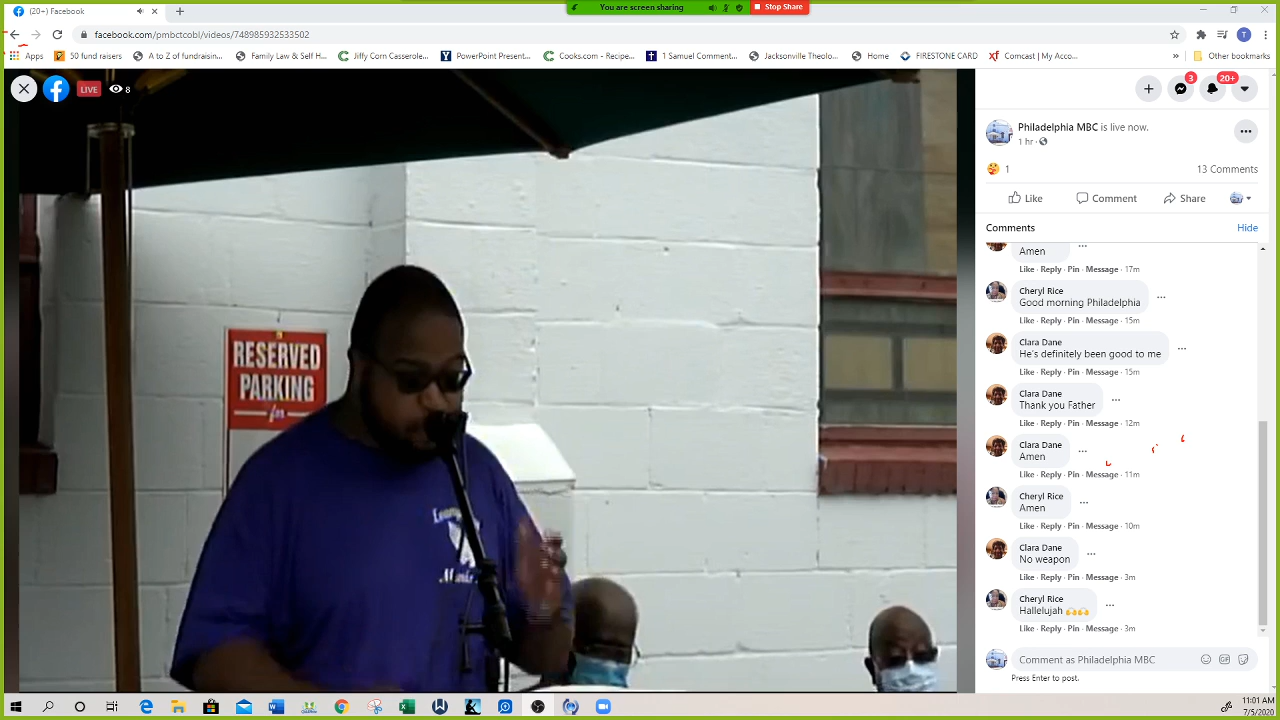 (20+) Facebook
You are screen sharing
Stop Share
facebook.com/pmbctcobl/videos/748985932533502
T
Apps
50 fund raisers
A to Z of fundraisin...
Family Law & Self H...
Jiffy Corn Casserole...
PowerPoint Present...
Cooks.com - Recipe...
1 Samuel Comment...
Jacksonville Theolo...
Home
FIRESTONE CARD
Comcast | My Acco...
»
Other bookmarks
LIVE
8
3
20+
RESERVED
PARKING
for
Philadelphia MBC is live now.
1 hr ·
1
13 Comments
Like
Comment
Share
Comments
Hide
Amen
Like · Reply · Pin · Message · 17m
Cheryl Rice
Good morning Philadelphia
Like · Reply · Pin · Message · 15m
Clara Dane
He's definitely been good to me
Like · Reply · Pin · Message · 15m
Clara Dane
Thank you Father
Like · Reply · Pin · Message · 12m
Clara Dane
Amen
Like · Reply · Pin · Message · 11m
Cheryl Rice
Amen
Like · Reply · Pin · Message · 10m
Clara Dane
No weapon
Like · Reply · Pin · Message · 3m
Cheryl Rice
Hallelujah 🙌🙌
Like · Reply · Pin · Message · 3m
Comment as Philadelphia MBC
GIF
Press Enter to post.
11:01 AM
7/5/2020